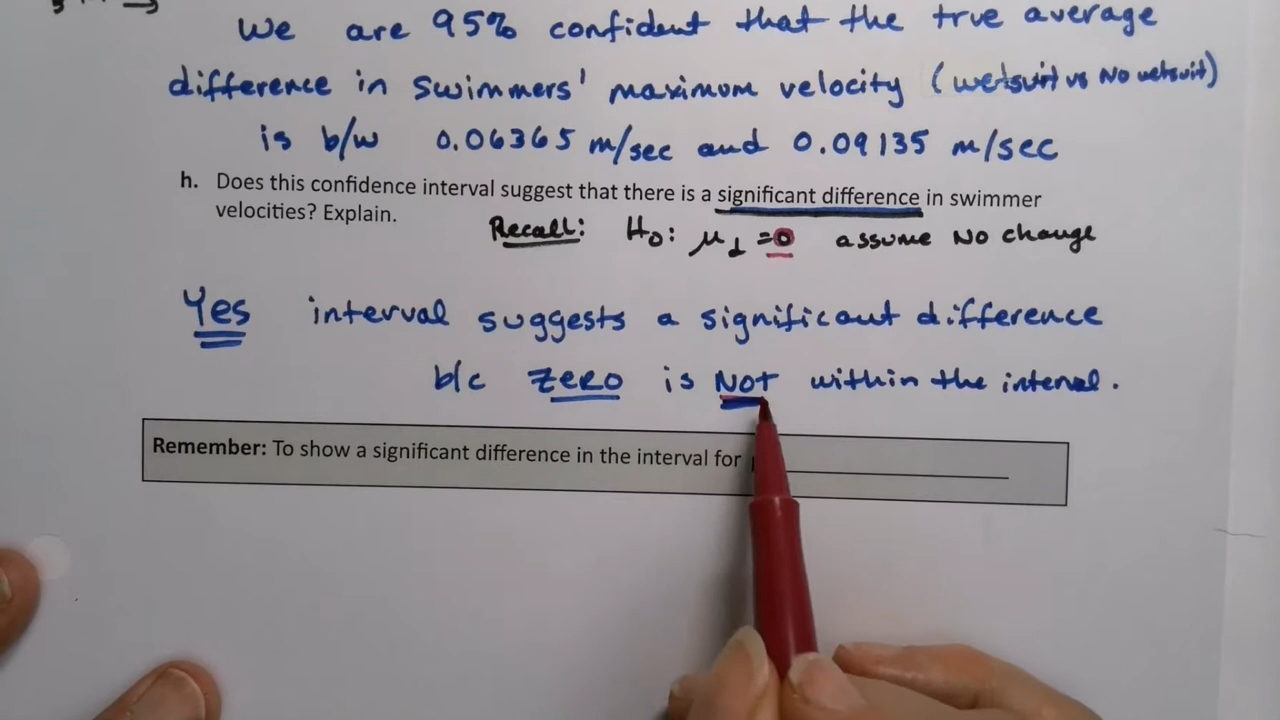 We are 95% confident that the true average
difference in swimmers' maximum velocity (wetsuit vs No wetsuit)
is b/w 0.06365 m/sec and 0.09135 m/sec
h. Does this confidence interval suggest that there is a significant difference in swimmer
velocities? Explain.
Recall: H₀: μd = 0 assume No change
Yes interval suggests a significant difference
b/c zero is Not within the interval.
Remember: To show a significant difference in the interval for